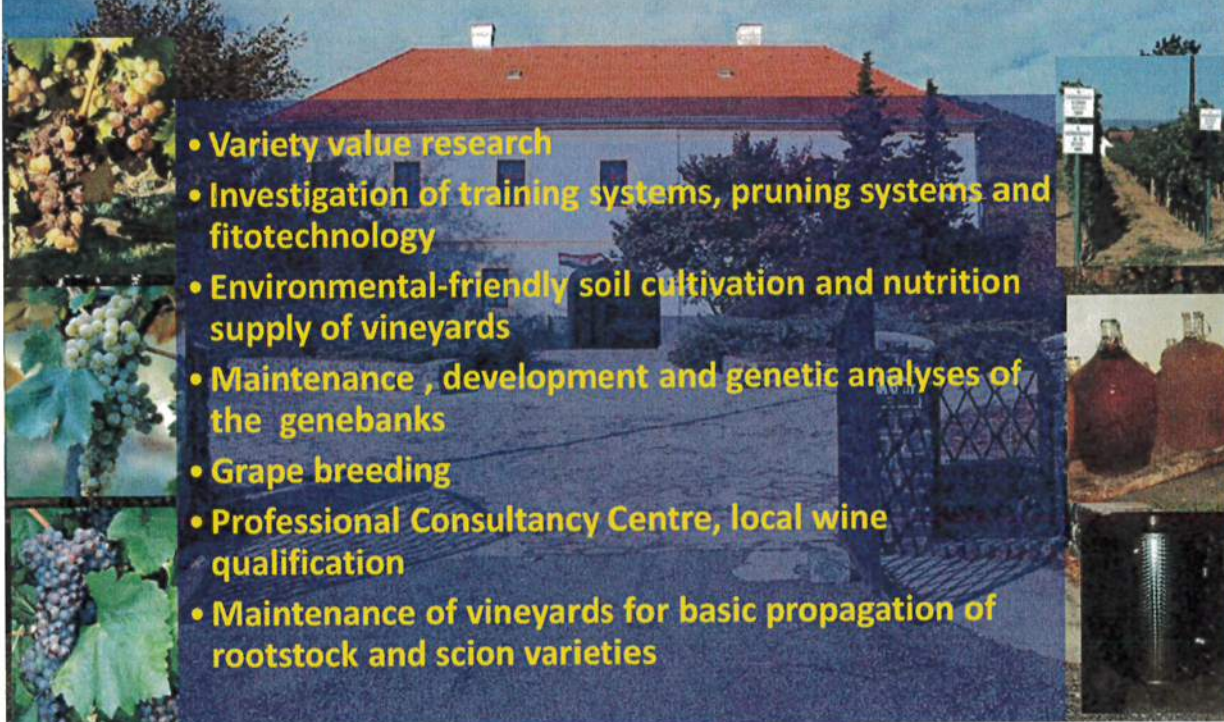 • Variety value research
• Investigation of training systems, pruning systems and
fitotechnology
• Environmental-friendly soil cultivation and nutrition
supply of vineyards
• Maintenance , development and genetic analyses of
the genebanks
• Grape breeding
• Professional Consultancy Centre, local wine
qualification
• Maintenance of vineyards for basic propagation of
rootstock and scion varieties